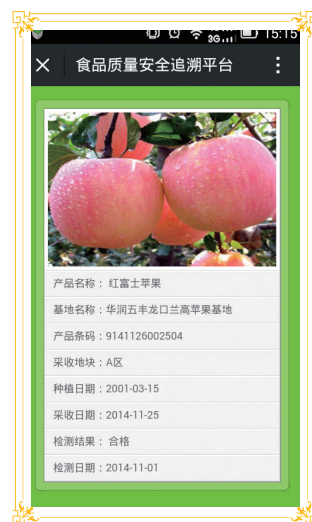 3G 15:15
食品质量安全追溯平台
产品名称：红富士苹果
基地名称：华润五丰龙口兰高苹果基地
产品条码：9141126002504
采收地块：A区
种植日期：2001-03-15
采收日期：2014-11-25
检测结果：合格
检测日期：2014-11-01